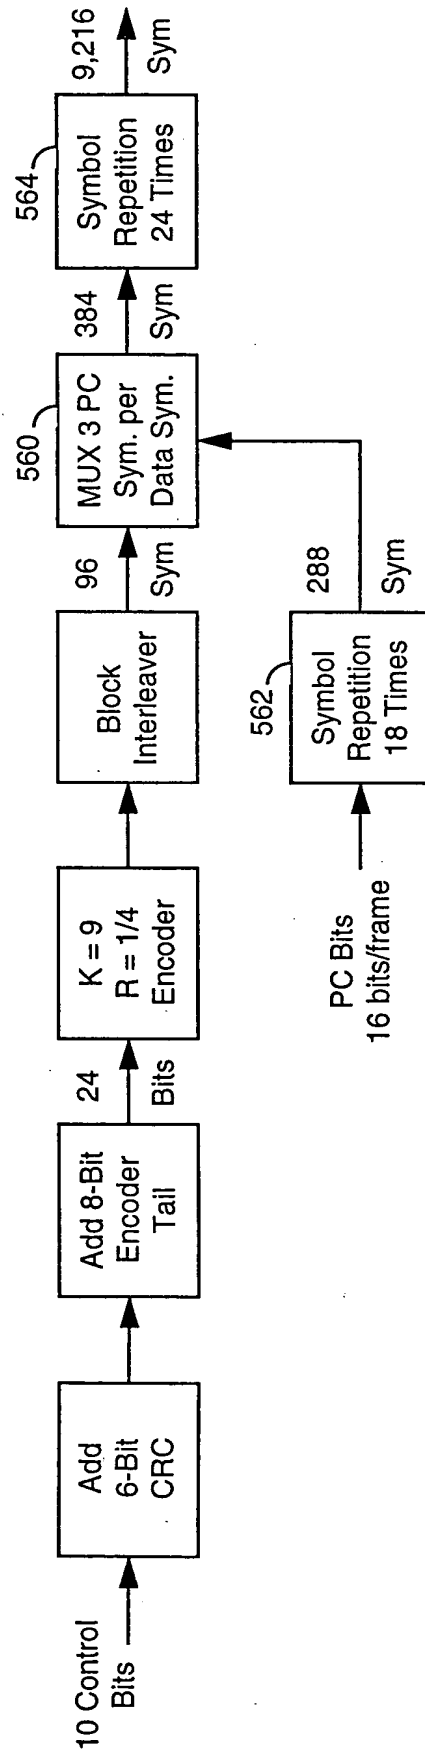 10 Control
Bits
Add
6-Bit
CRC
Add 8-Bit
Encoder
Tail
24
Bits
K = 9
R = 1/4
Encoder
Block
Interleaver
96
Sym
560
MUX 3 PC
Sym. per
Data Sym.
384
Sym
564
Symbol
Repetition
24 Times
9,216
Sym
PC Bits
16 bits/frame
562
Symbol
Repetition
18 Times
288
Sym